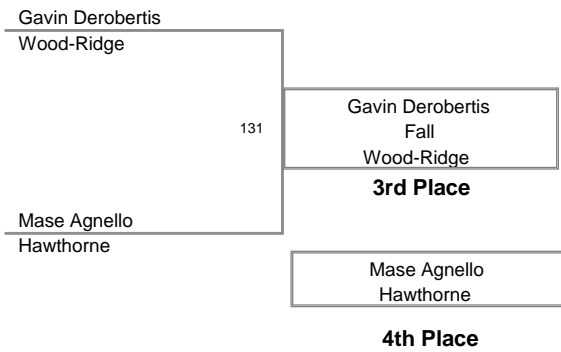 Gavin Derobertis
Wood-Ridge
131
Gavin Derobertis
Fall
Wood-Ridge
3rd Place
Mase Agnello
Hawthorne
Mase Agnello
Hawthorne
4th Place